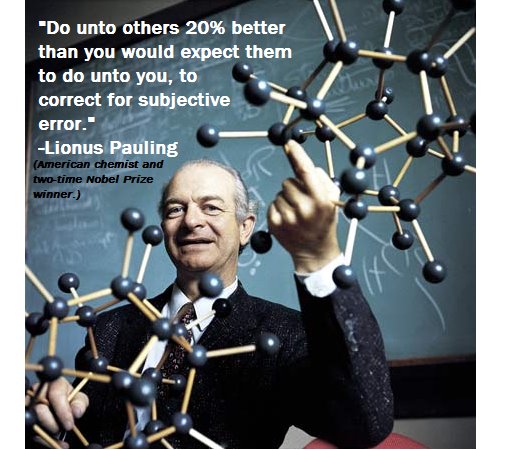 "Do unto others 20% better
than you would expect them
to do unto you, to
correct for subjective
error."
-Lionus Pauling
(American chemist and
two-time Nobel Prize
winner.)